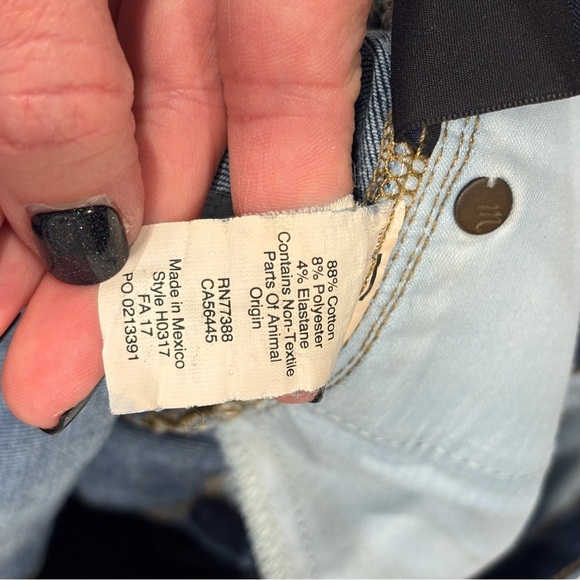 88% Cotton
8% Polyester
4% Elastane
Contains Non-Textile
Parts Of Animal
Origin
RN77388
CA56445
Made in Mexico
Style H0317
FA 17
PO 0213391